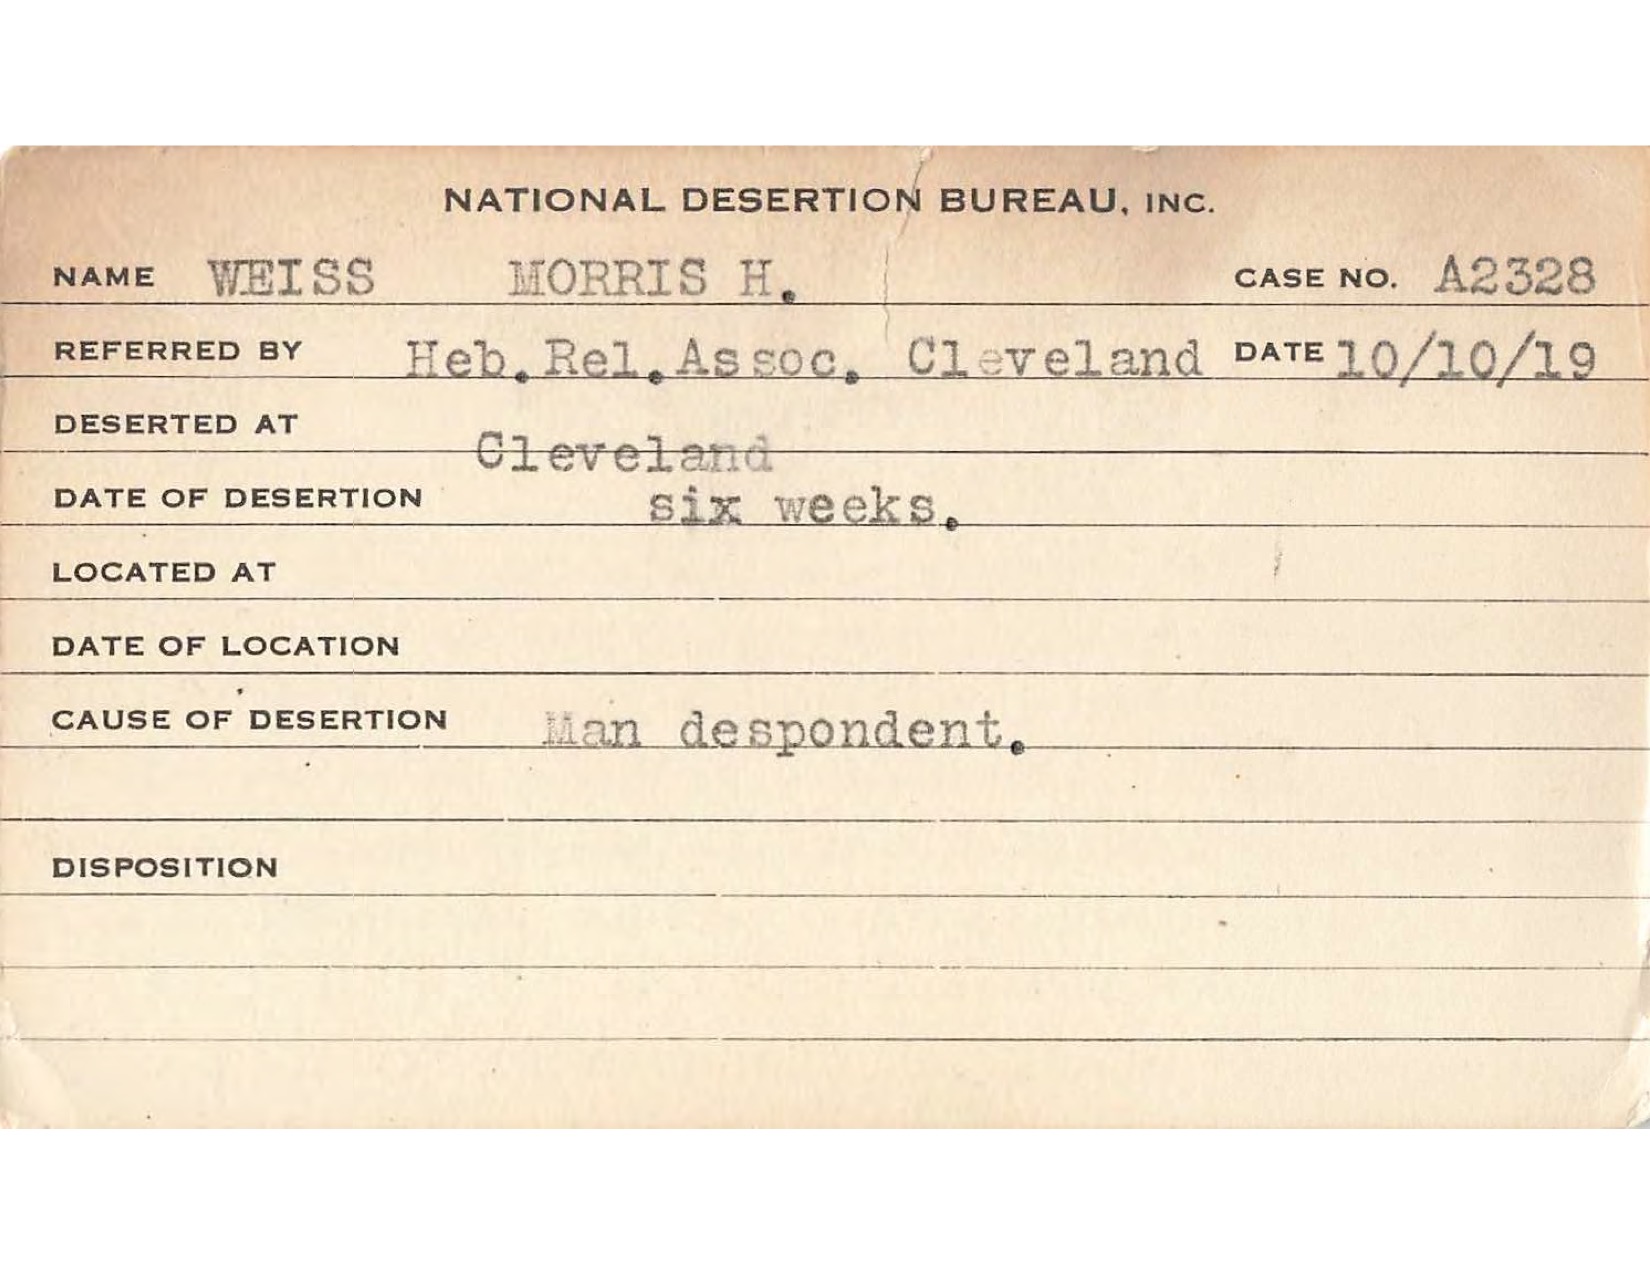 NATIONAL DESERTION BUREAU, INC.
NAME WEISS MORRIS H. CASE NO. A2328
REFERRED BY Heb.Rel.Assoc. Cleveland DATE 10/10/19
DESERTED AT Cleveland
DATE OF DESERTION six weeks.
LOCATED AT
DATE OF LOCATION
CAUSE OF DESERTION Man despondent.
DISPOSITION